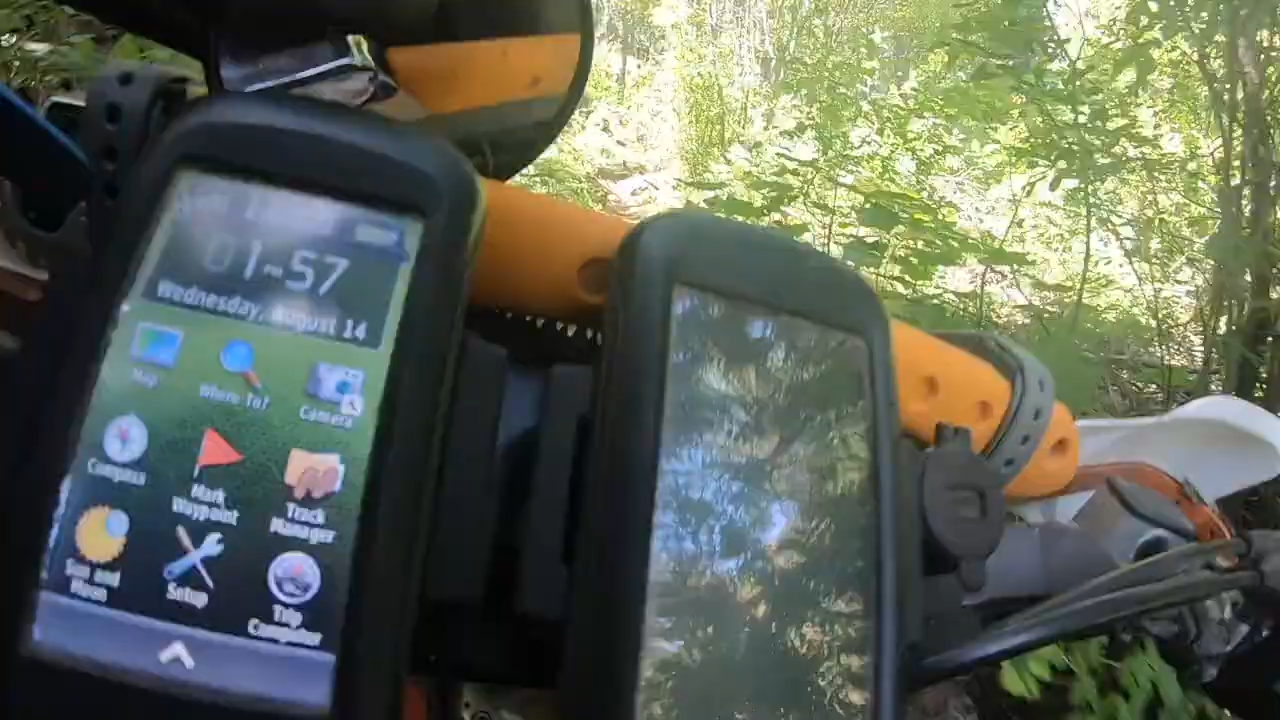 01 PM 57
Wednesday, August 14
Map
Where To?
Camera
Compass
Mark
Waypoint
Track
Manager
Sun and
Moon
Setup
Trip
Computer